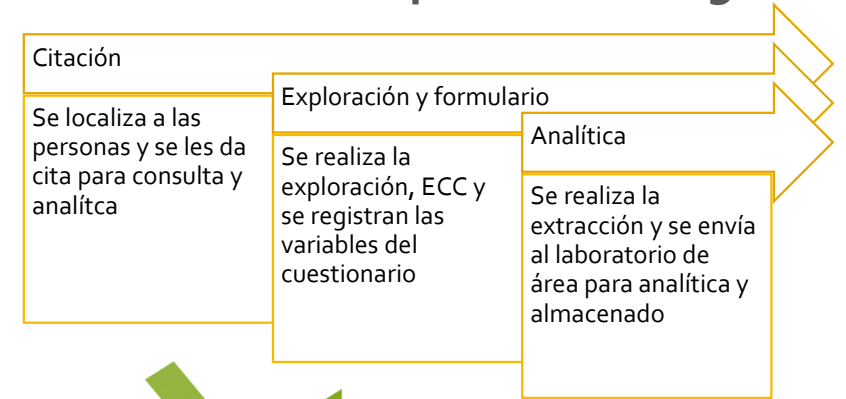 Citación
Se localiza a las
personas y se les da
cita para consulta y
analítca
Exploración y formulario
Se realiza la
exploración, ECC y
se registran las
variables del
cuestionario
Analítica
Se realiza la
extracción y se envía
al laboratorio de
área para analítica y
almacenado